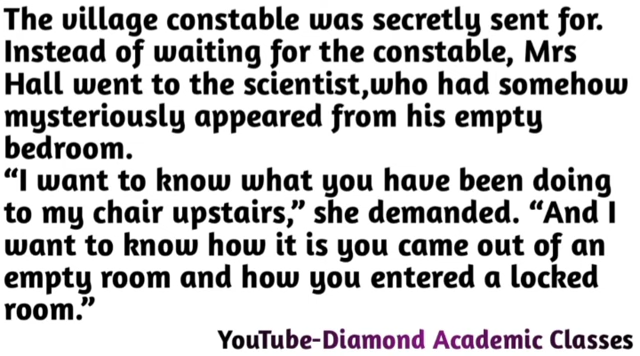 The village constable was secretly sent for.
Instead of waiting for the constable, Mrs
Hall went to the scientist,who had somehow
mysteriously appeared from his empty
bedroom.
“I want to know what you have been doing
to my chair upstairs,” she demanded. “And I
want to know how it is you came out of an
empty room and how you entered a locked
room.”
YouTube-Diamond Academic Classes